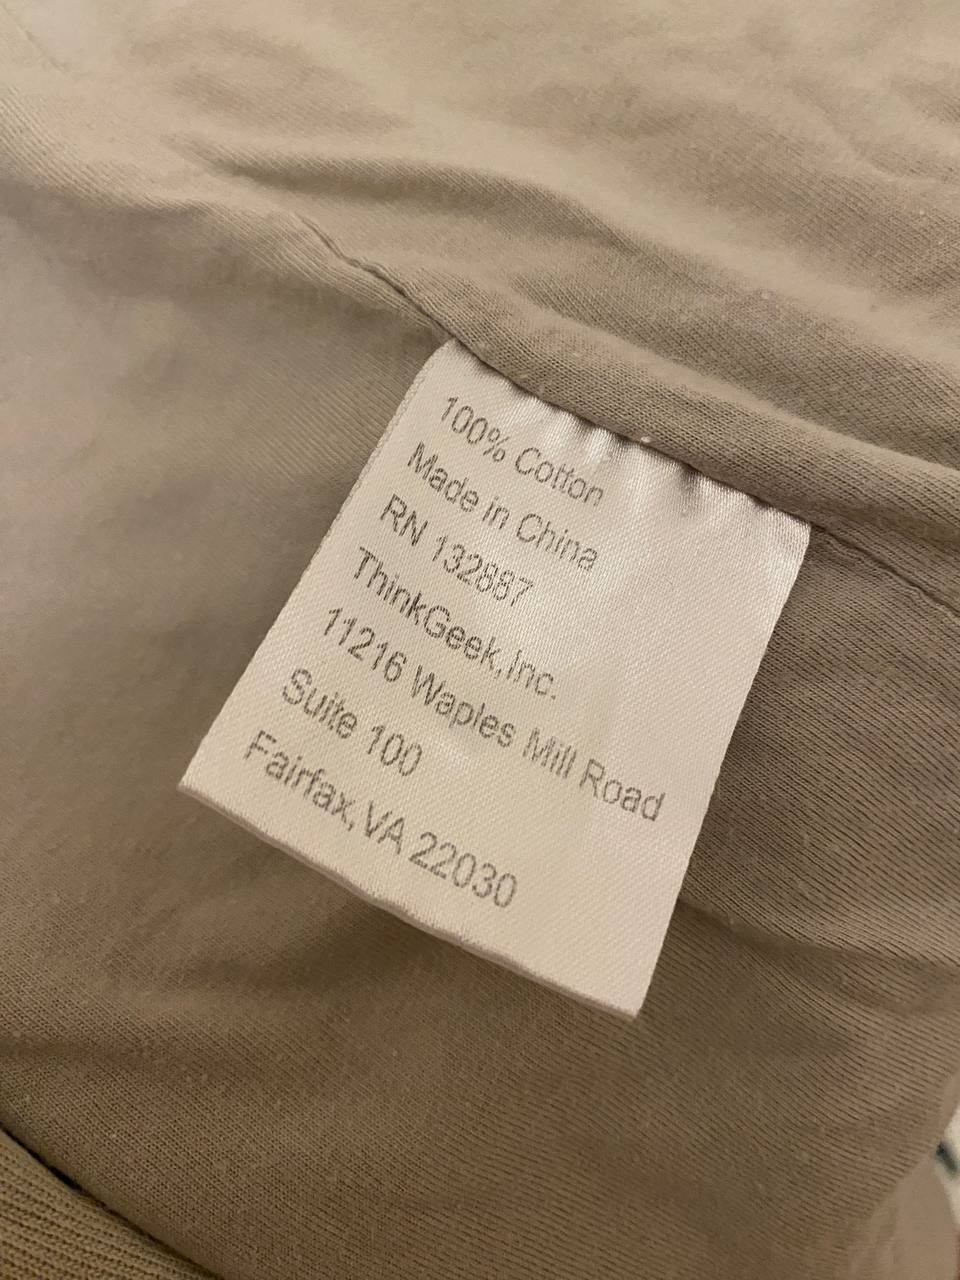 100% Cotton
Made in China
RN 132887
ThinkGeek,Inc.
11216 Waples Mill Road
Suite 100
Fairfax,VA 22030